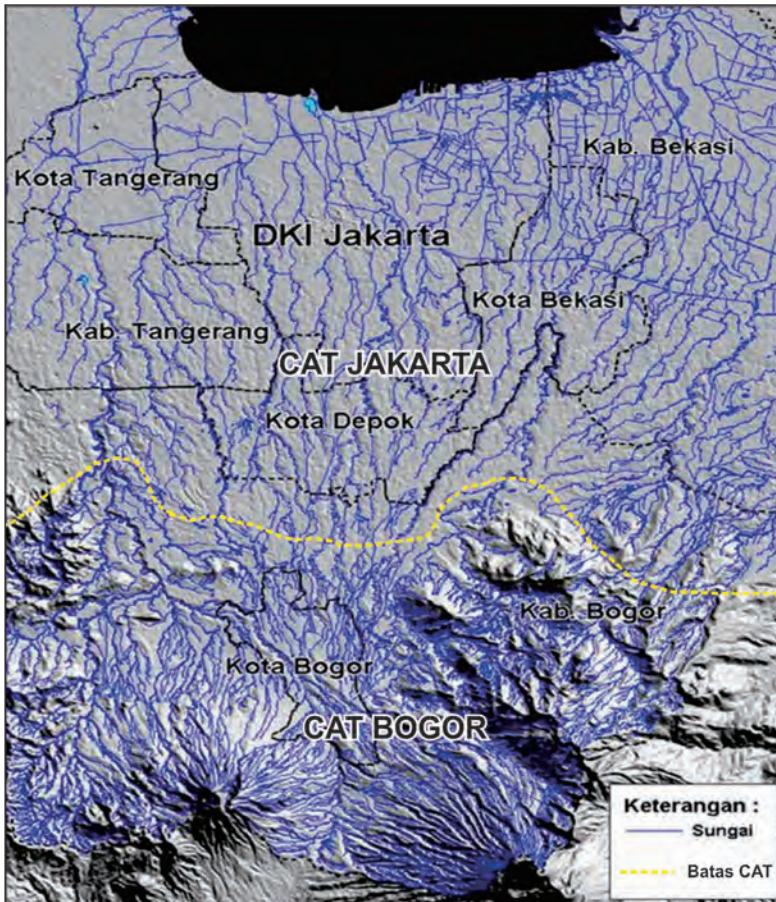 Kab. Bekasi
Kota Tangerang
DKI Jakarta
Kota Bekasi
Kab. Tangerang
CAT JAKARTA
Kota Depok
Kab. Bogor
Kota Bogor
CAT BOGOR
Keterangan :
Sungai
Batas CAT